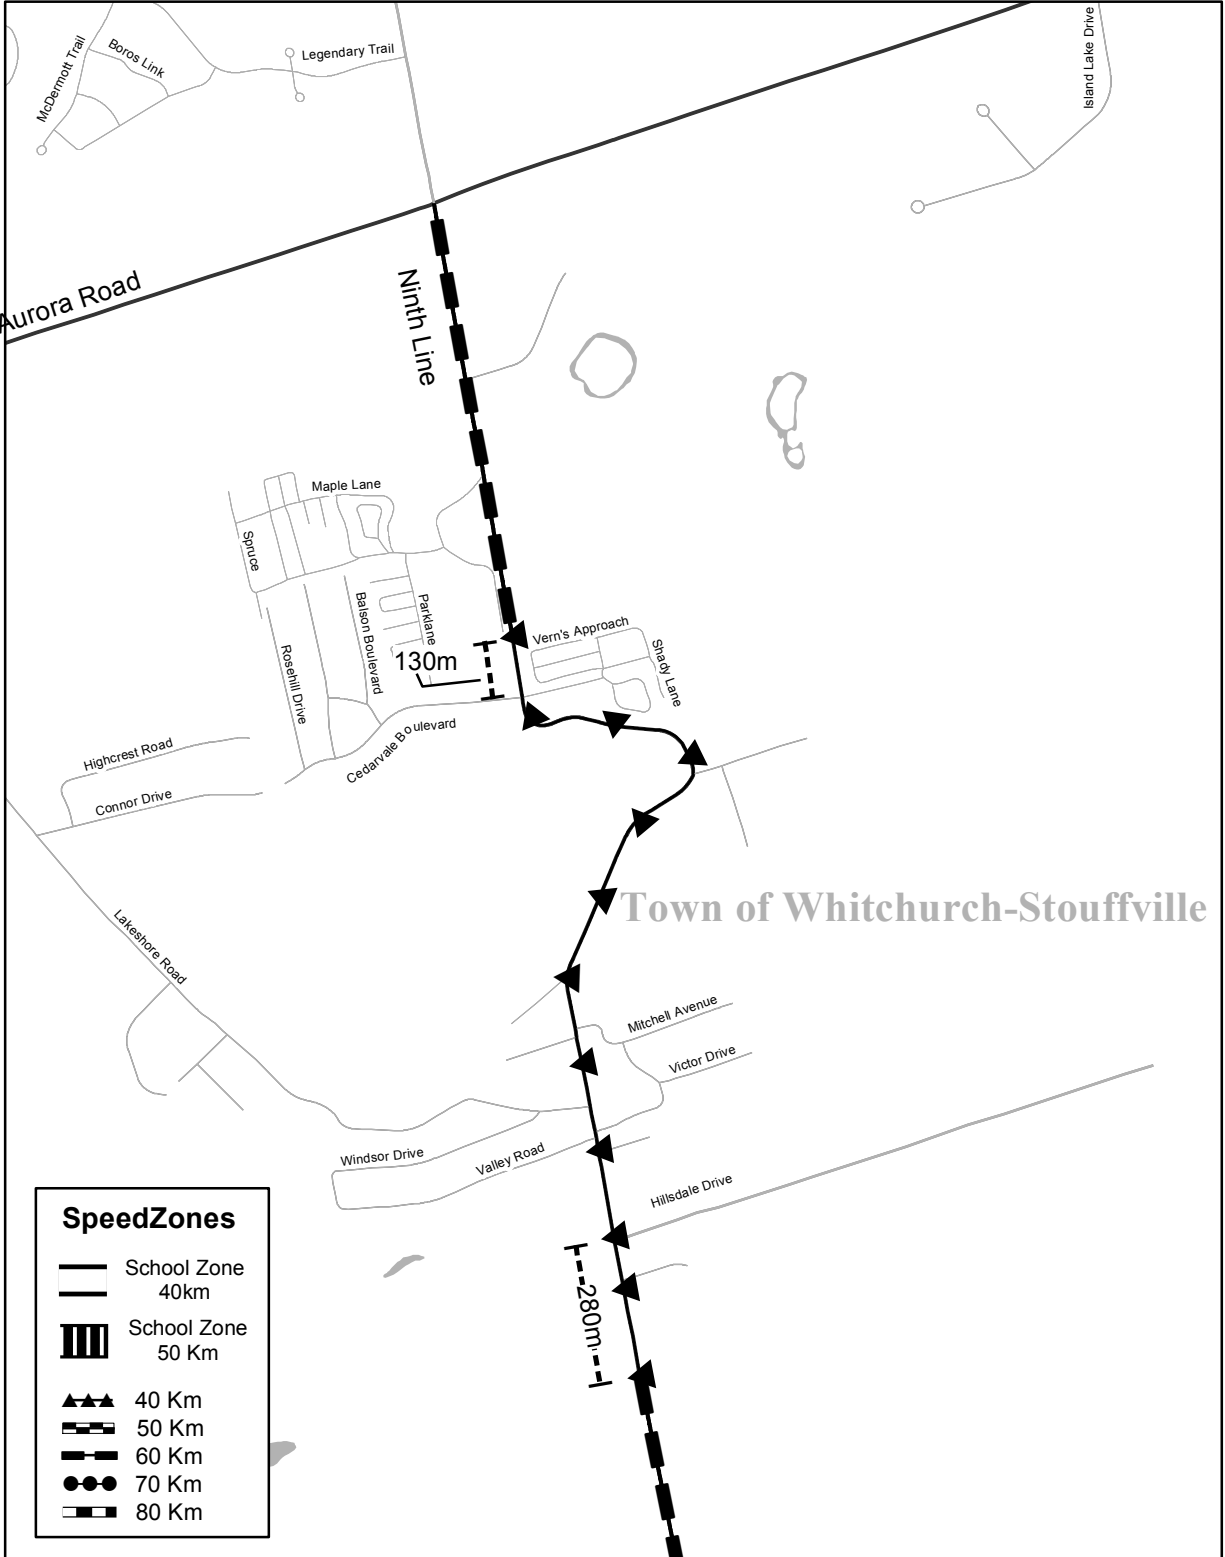 McDermott Trail
Boros Link
Legendary Trail
Island Lake Drive
Aurora Road
Ninth Line
Maple Lane
Spruce
Balson Boulevard
Parklane
Rosehill Drive
130m
Vern's Approach
Shady Lane
Cedarvale Boulevard
Highcrest Road
Connor Drive
Town of Whitchurch-Stouffville
Lakeshore Road
Mitchell Avenue
Victor Drive
Windsor Drive
Valley Road
Hillsdale Drive
280m
SpeedZones
School Zone
40km
School Zone
50 Km
40 Km
50 Km
60 Km
70 Km
80 Km